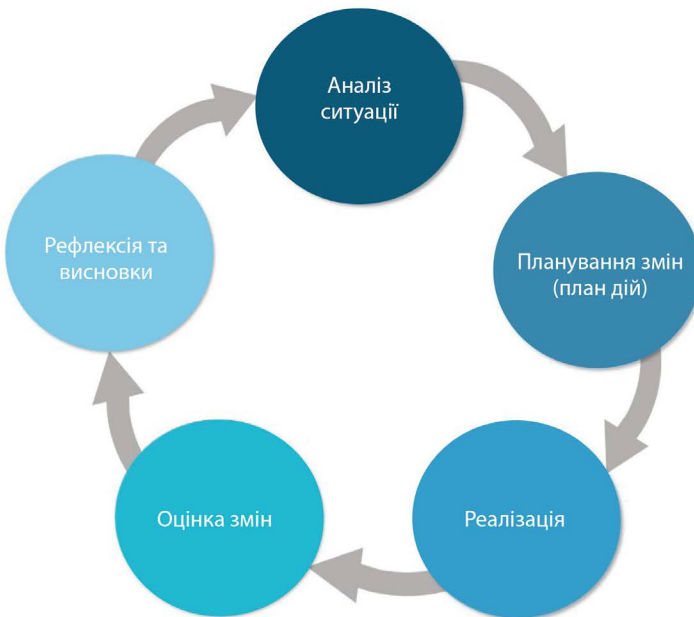 Аналіз
ситуації
Планування змін
(план дій)
Реалізація
Оцінка змін
Рефлексія та
висновки